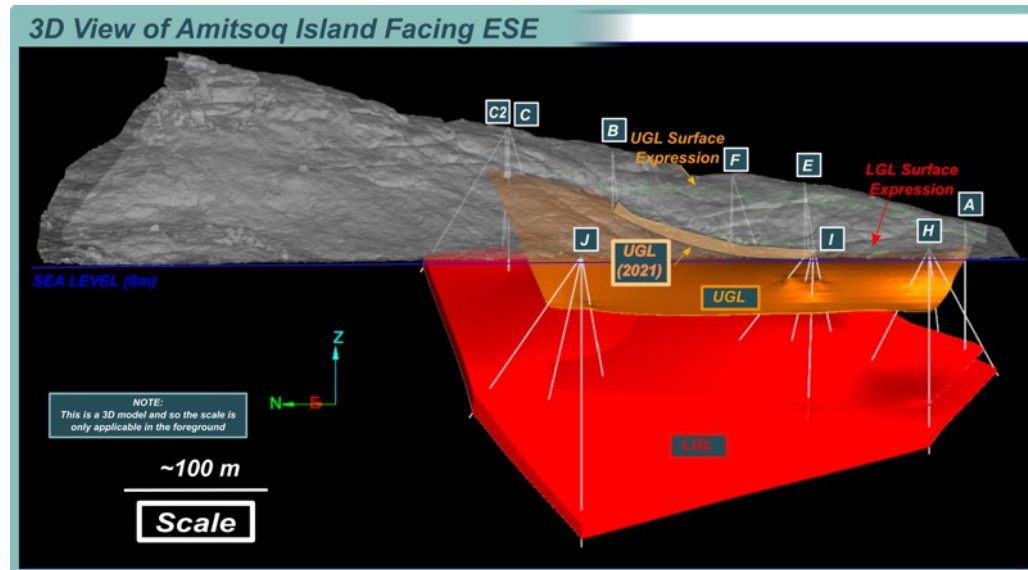 3D View of Amitsoq Island Facing ESE
C2
C
B
UGL Surface
Expression
F
E
LGL Surface
Expression
A
J
UGL
(2021)
I
H
SEA LEVEL (0m)
UGL
Z
N
E
NOTE:
This is a 3D model and so the scale is
only applicable in the foreground
LGL
~100 m
Scale